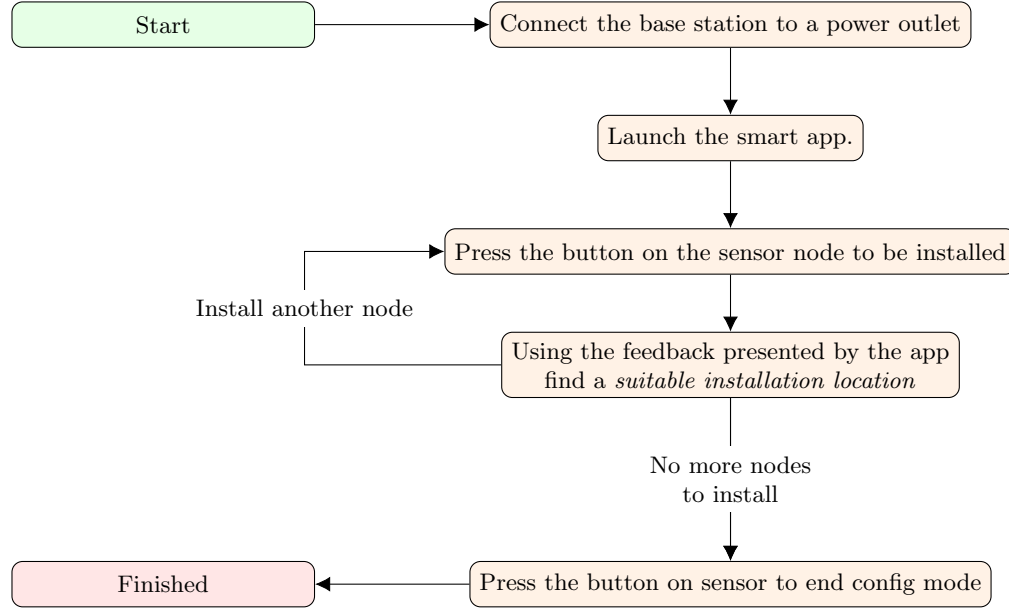 Start
Connect the base station to a power outlet
Launch the smart app.
Press the button on the sensor node to be installed
Install another node
Using the feedback presented by the app
find a suitable installation location
No more nodes
to install
Finished
Press the button on sensor to end config mode